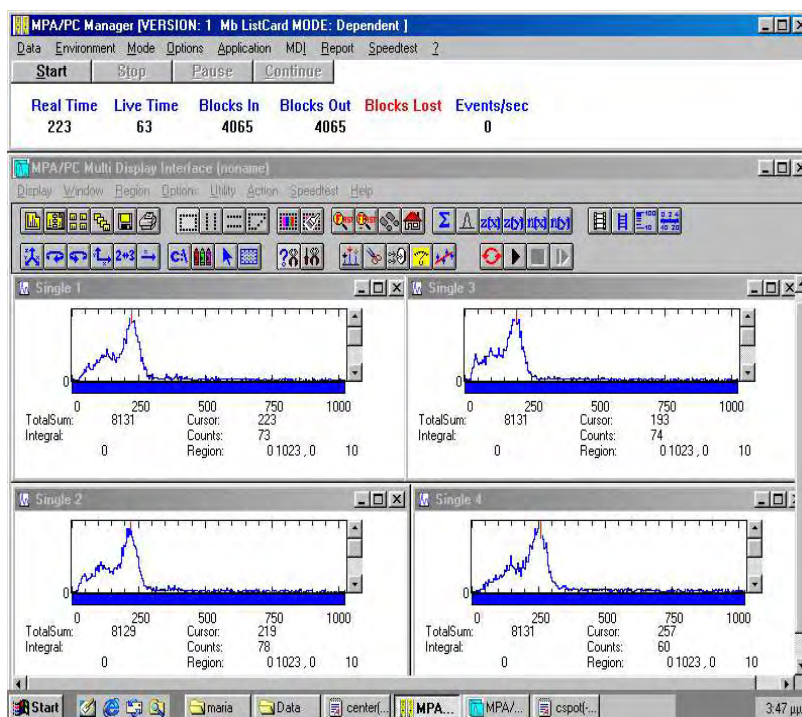 MPA/PC Manager [VERSION: 1 Mb ListCard MODE: Dependent ]
Data Environment Mode Options Application MDI Report Speedtest ?
Start Stop Pause Continue
Real Time Live Time Blocks In Blocks Out Blocks Lost Events/sec
223 63 4065 4065 0
MPA/PC Multi Display Interface (noname)
Display Window Region Options Utility Action Speedtest Help
Σ z(x) z(y) n(x) n(y)
2↔3 C:\
Single 1
0
250 500 750 1000
TotalSum: 8131 Cursor: 223
Integral: Counts: 73
0 Region: 0 1023 , 0 10
Single 3
0
250 500 750 1000
TotalSum: 8131 Cursor: 193
Integral: Counts: 74
0 Region: 0 1023 , 0 10
Single 2
0
250 500 750 1000
TotalSum: 8129 Cursor: 219
Integral: Counts: 78
0 Region: 0 1023 , 0 10
Single 4
0
250 500 750 1000
TotalSum: 8131 Cursor: 257
Integral: Counts: 60
0 Region: 0 1023 , 0 10
Start maria Data center(... MPA... MPA/... cspot(-... 3:47 μμ